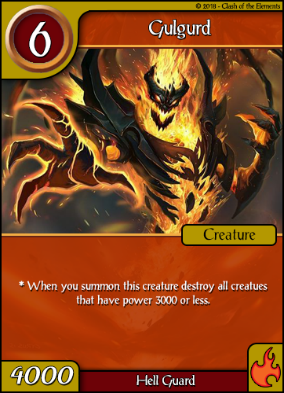 © 2019 - Clash of the Elements
6
Gulgurd
Creature
* When you summon this creature destroy all creatues
that have power 3000 or less.
4000
Hell Guard